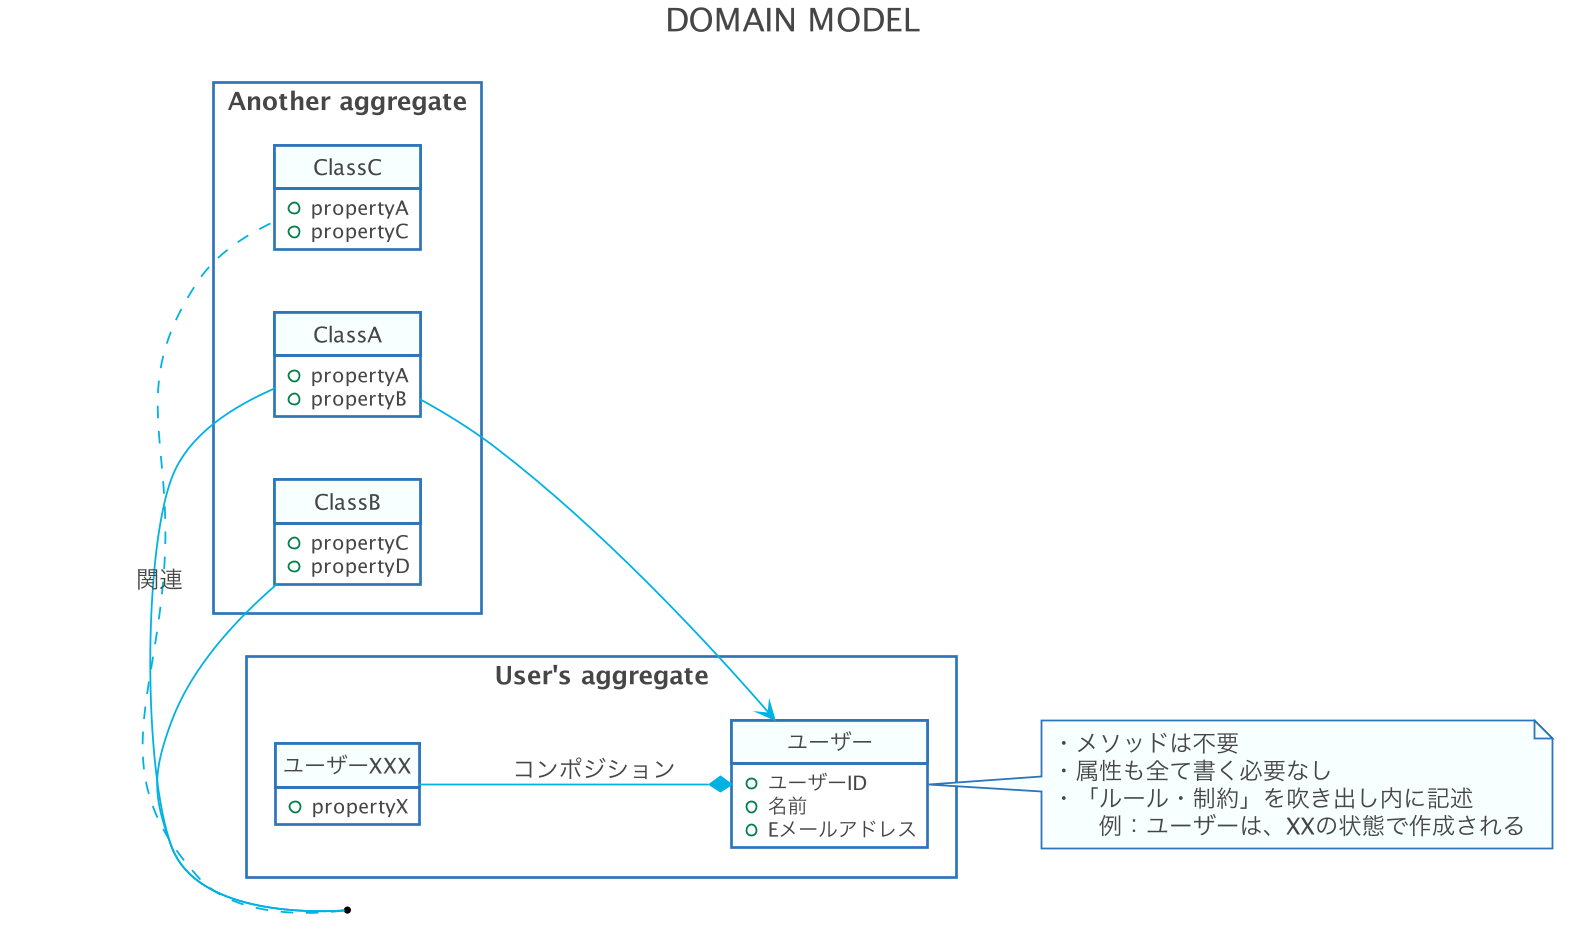 DOMAIN MODEL
Another aggregate
ClassC
propertyA
propertyC
ClassA
propertyA
propertyB
ClassB
propertyC
propertyD
関連
User's aggregate
ユーザーXXX
propertyX
コンポジション
ユーザー
ユーザーID
名前
Eメールアドレス
・メソッドは不要
・属性も全て書く必要なし
・「ルール・制約」を吹き出し内に記述
例：ユーザーは、XXの状態で作成される